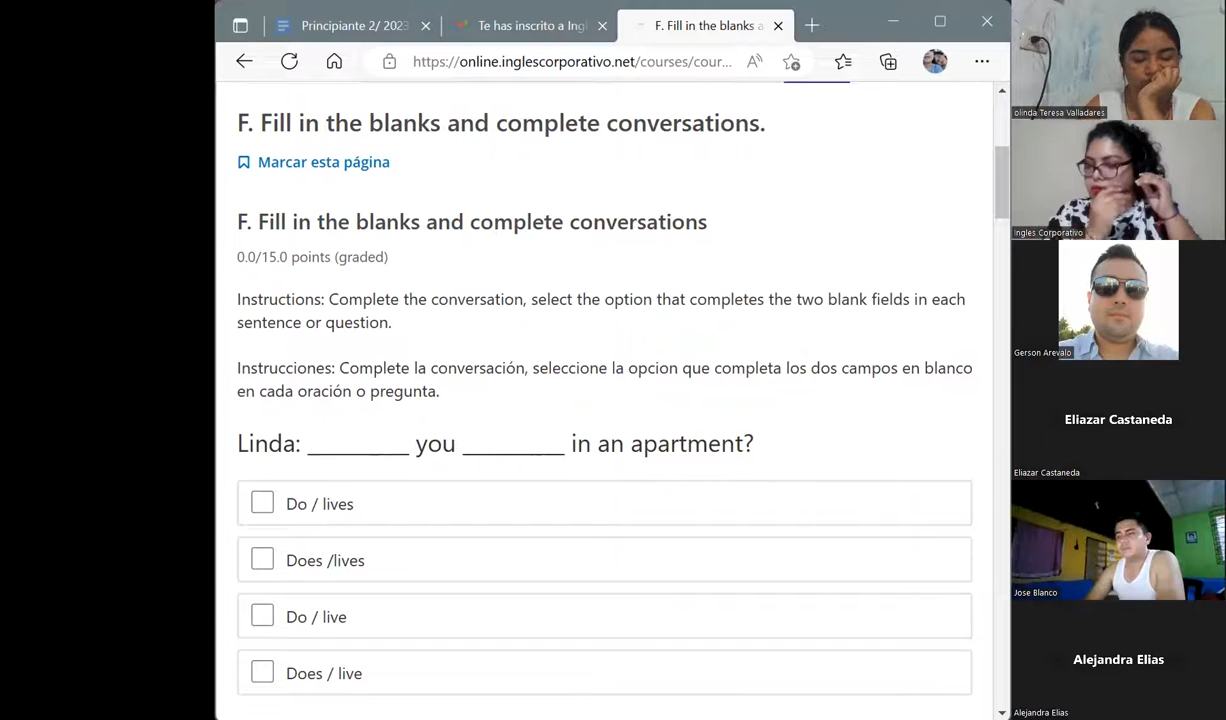 Principiante 2/ 2023
Te has inscrito a Ingl
F. Fill in the blanks a
https://online.inglescorporativo.net/courses/cour...
F. Fill in the blanks and complete conversations.
Marcar esta página
F. Fill in the blanks and complete conversations
0.0/15.0 points (graded)
Instructions: Complete the conversation, select the option that completes the two blank fields in each
sentence or question.
Instrucciones: Complete la conversación, seleccione la opcion que completa los dos campos en blanco
en cada oración o pregunta.
Linda: ________ you ________ in an apartment?
Do / lives
Does /lives
Do / live
Does / live
olinda Teresa Valladares
Ingles Corporativo
Gerson Arevalo
Eliazar Castaneda
Eliazar Castaneda
Jose Blanco
Alejandra Elias
Alejandra Elias